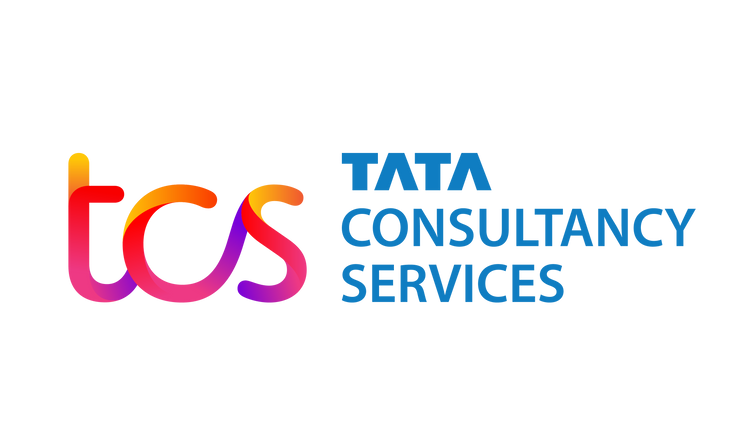 tcs
TATA
CONSULTANCY
SERVICES